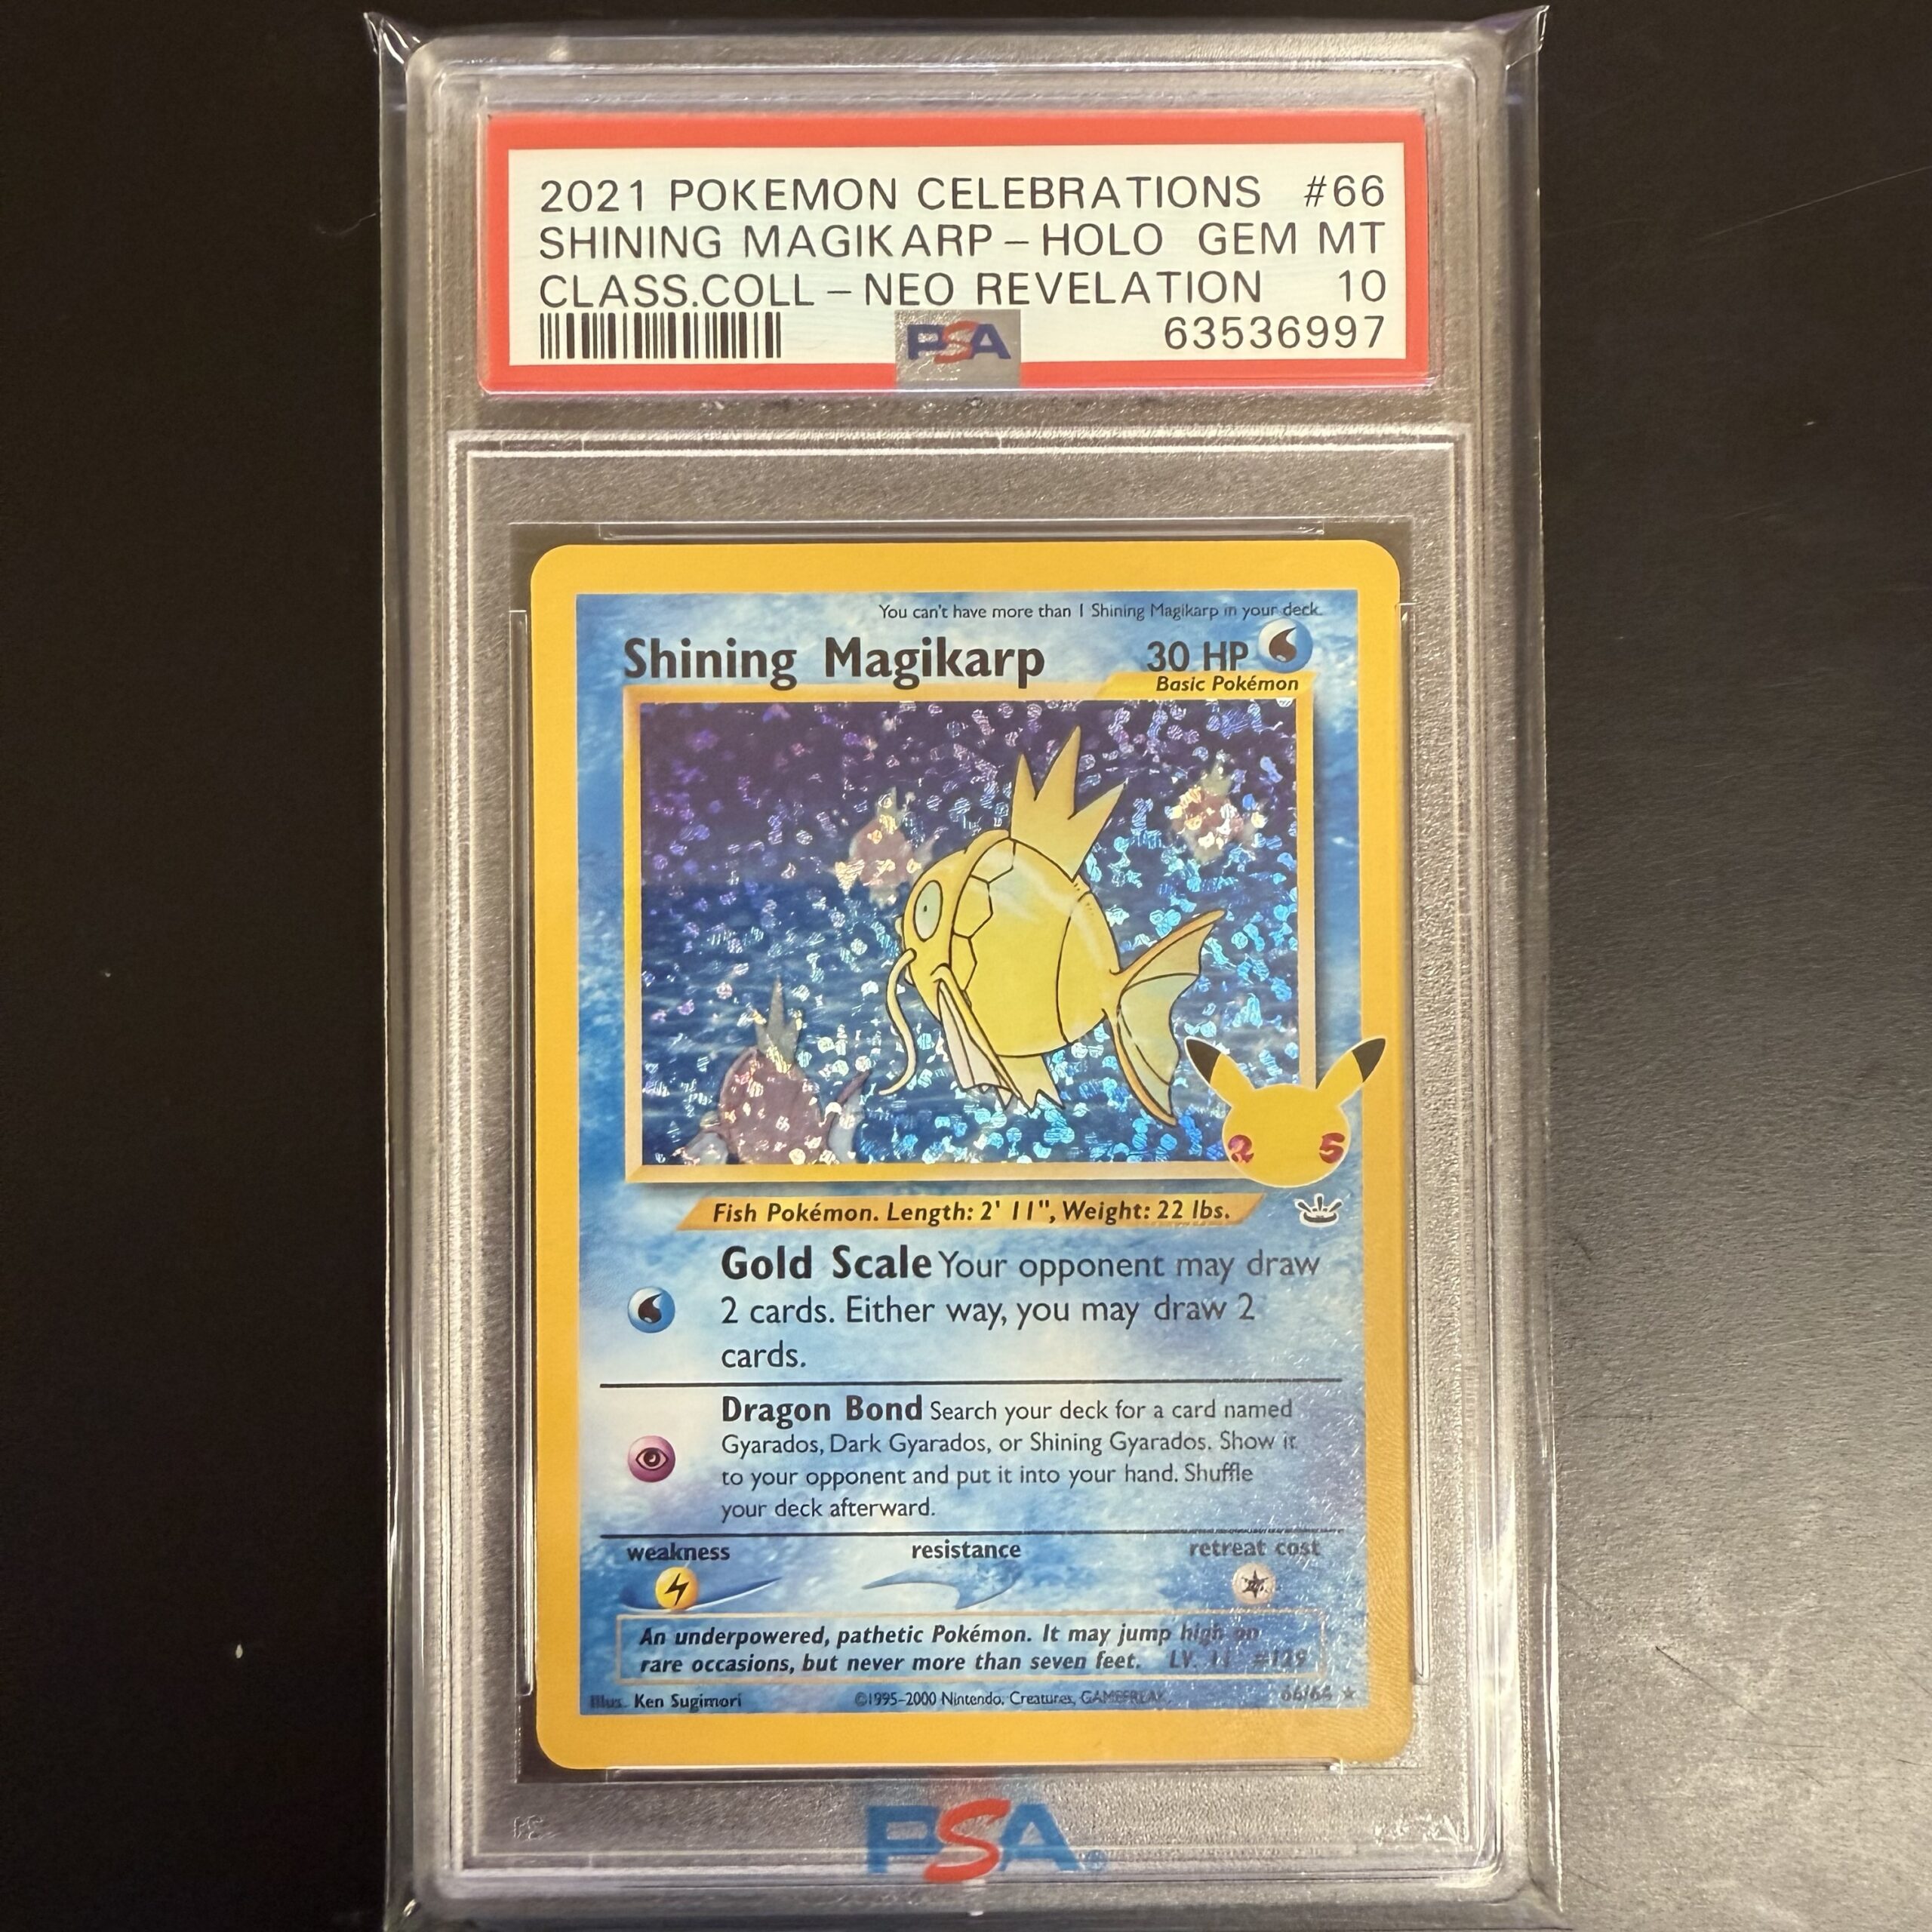 2021 POKEMON CELEBRATIONS #66
SHINING MAGIKARP - HOLO GEM MT
CLASS.COLL - NEO REVELATION 10
PSA 63536997
You can't have more than 1 Shining Magikarp in your deck.
Shining Magikarp 30 HP
Basic Pokémon
2 5
Fish Pokémon. Length: 2' 11", Weight: 22 lbs.
Gold Scale Your opponent may draw
2 cards. Either way, you may draw 2
cards.
Dragon Bond Search your deck for a card named
Gyarados, Dark Gyarados, or Shining Gyarados. Show it
to your opponent and put it into your hand. Shuffle
your deck afterward.
weakness resistance retreat cost
An underpowered, pathetic Pokémon. It may jump high on
rare occasions, but never more than seven feet. LV. 11 #129
Illus. Ken Sugimori ©1995-2000 Nintendo, Creatures, GAMEFREAK. 66/64 ★
PSA